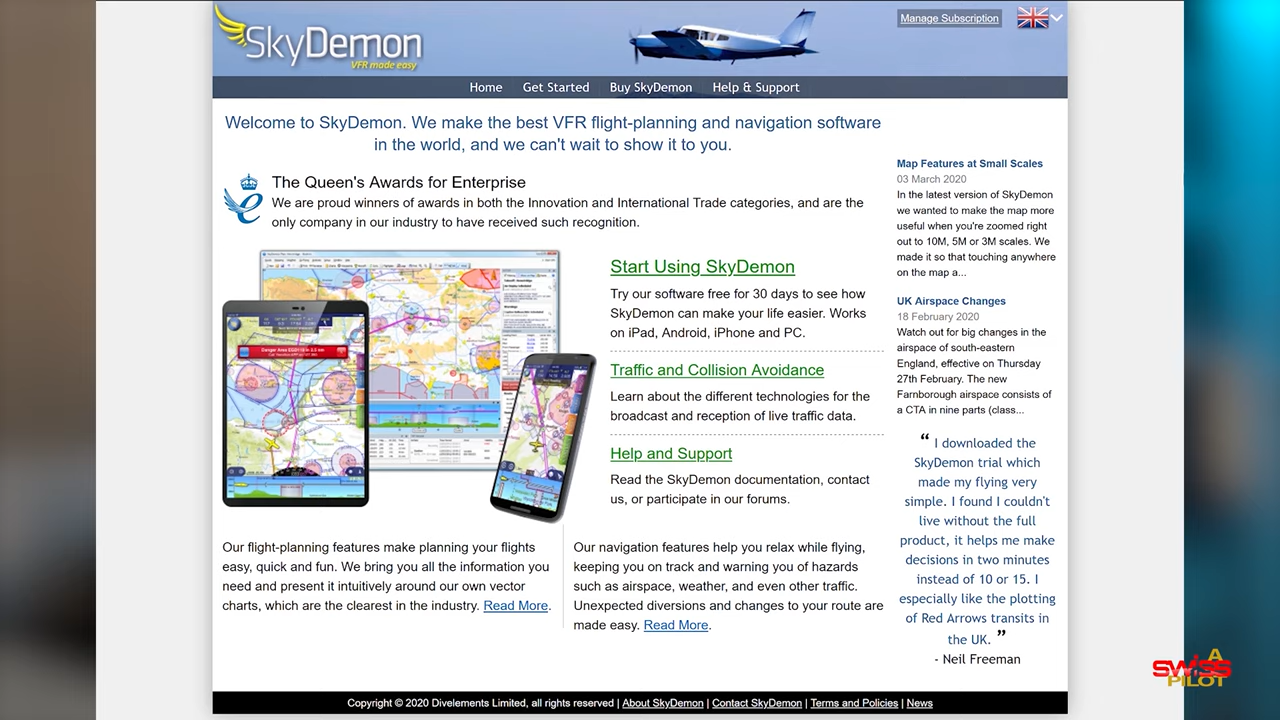 SkyDemon
VFR made easy
Manage Subscription
Home Get Started Buy SkyDemon Help & Support
Welcome to SkyDemon. We make the best VFR flight-planning and navigation software
in the world, and we can't wait to show it to you.
The Queen's Awards for Enterprise
We are proud winners of awards in both the Innovation and International Trade categories, and are the
only company in our industry to have received such recognition.
Start Using SkyDemon
Try our software free for 30 days to see how
SkyDemon can make your life easier. Works
on iPad, Android, iPhone and PC.
Traffic and Collision Avoidance
Learn about the different technologies for the
broadcast and reception of live traffic data.
Help and Support
Read the SkyDemon documentation, contact
us, or participate in our forums.
Our flight-planning features make planning your flights
easy, quick and fun. We bring you all the information you
need and present it intuitively around our own vector
charts, which are the clearest in the industry. Read More.
Our navigation features help you relax while flying,
keeping you on track and warning you of hazards
such as airspace, weather, and even other traffic.
Unexpected diversions and changes to your route are
made easy. Read More.
Map Features at Small Scales
03 March 2020
In the latest version of SkyDemon
we wanted to make the map more
useful when you're zoomed right
out to 10M, 5M or 3M scales. We
made it so that touching anywhere
on the map a...
UK Airspace Changes
18 February 2020
Watch out for big changes in the
airspace of south-eastern
England, effective on Thursday
27th February. The new
Farnborough airspace consists of
a CTA in nine parts (class...
“ I downloaded the
SkyDemon trial which
made my flying very
simple. I found I couldn't
live without the full
product, it helps me make
decisions in two minutes
instead of 10 or 15. I
especially like the plotting
of Red Arrows transits in
the UK. ”
- Neil Freeman
Copyright © 2020 Divelements Limited, all rights reserved | About SkyDemon | Contact SkyDemon | Terms and Policies | News
A
SWISS
PILOT